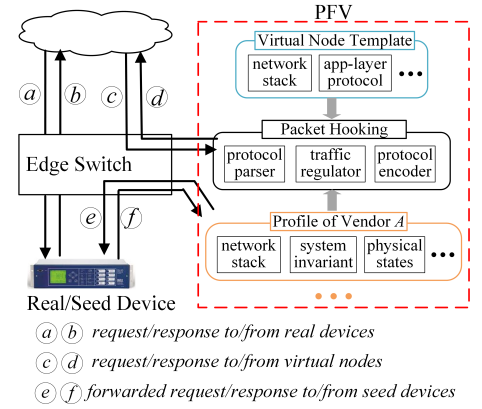 PFV
Virtual Node Template
network stack
app-layer protocol
a b c d
Packet Hooking
protocol parser
traffic regulator
protocol encoder
Edge Switch
e f
Profile of Vendor A
network stack
system invariant
physical states
Real/Seed Device
a b request/response to/from real devices
c d request/response to/from virtual nodes
e f forwarded request/response to/from seed devices